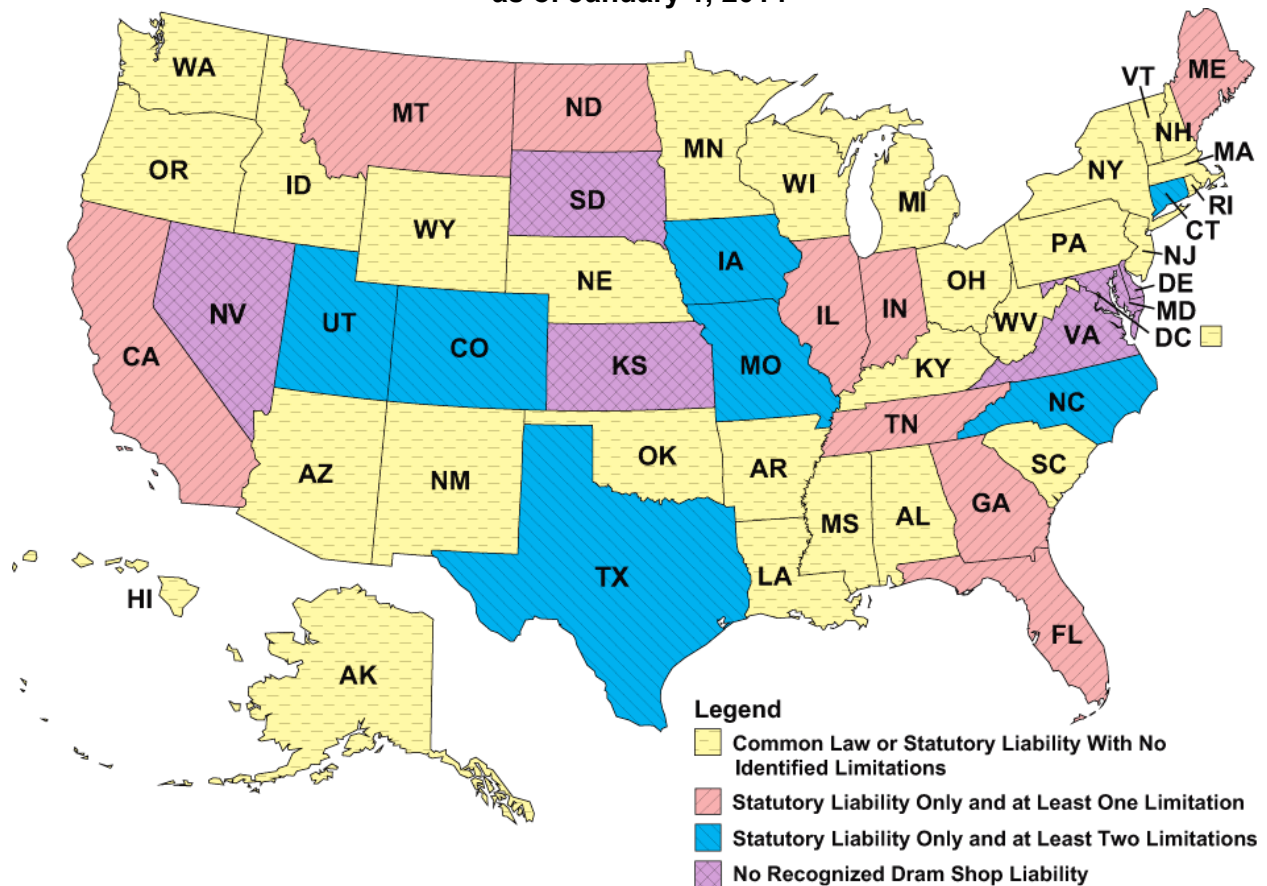 WA
MT
ND
MN
ME
VT
NH
MA
OR
ID
SD
WI
MI
NY
RI
CT
WY
IA
PA
NJ
NE
OH
DE
MD
DC
NV
UT
CO
IL
IN
WV
VA
CA
KS
MO
KY
NC
TN
AZ
NM
OK
AR
SC
MS
AL
GA
TX
LA
HI
FL
AK
Legend
Common Law or Statutory Liability With No
Identified Limitations
Statutory Liability Only and at Least One Limitation
Statutory Liability Only and at Least Two Limitations
No Recognized Dram Shop Liability